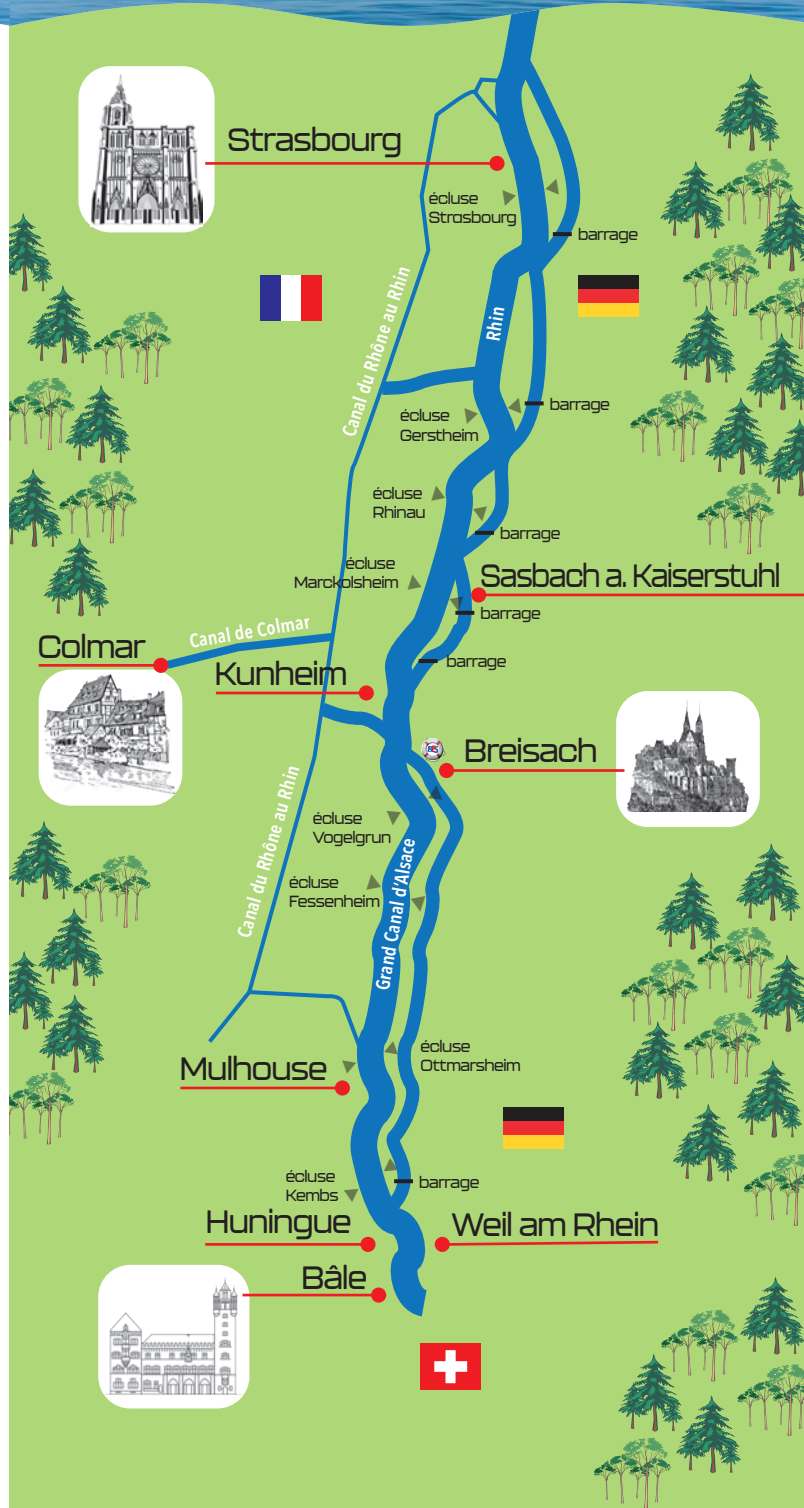 Strasbourg
écluse
Strasbourg
barrage
Canal du Rhône au Rhin
Rhin
écluse
Gerstheim
barrage
écluse
Rhinau
barrage
écluse
Marckolsheim
Sasbach a. Kaiserstuhl
barrage
Colmar
Canal de Colmar
barrage
Kunheim
Breisach
écluse
Vogelgrun
Canal du Rhône au Rhin
écluse
Fessenheim
Grand Canal d'Alsace
écluse
Ottmarsheim
Mulhouse
écluse
Kembs
barrage
Huningue
Weil am Rhein
Bâle